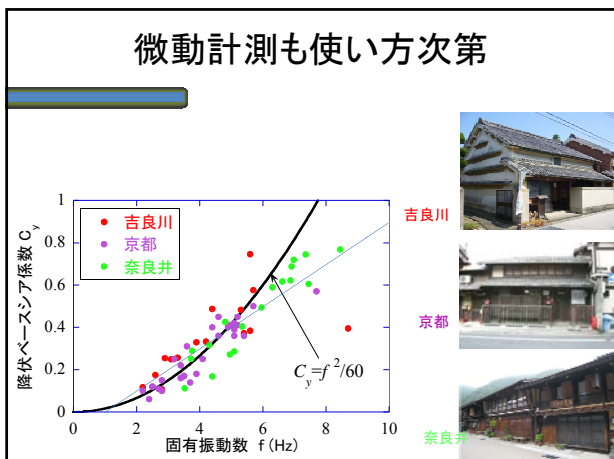 微動計測も使い方次第
1
0.8
0.6
0.4
0.2
0
降伏ベースシア係数 C_y
吉良川
京都
奈良井
C_y=f ²/60
0
2
4
6
8
10
固有振動数 f(Hz)
吉良川
京都
奈良井